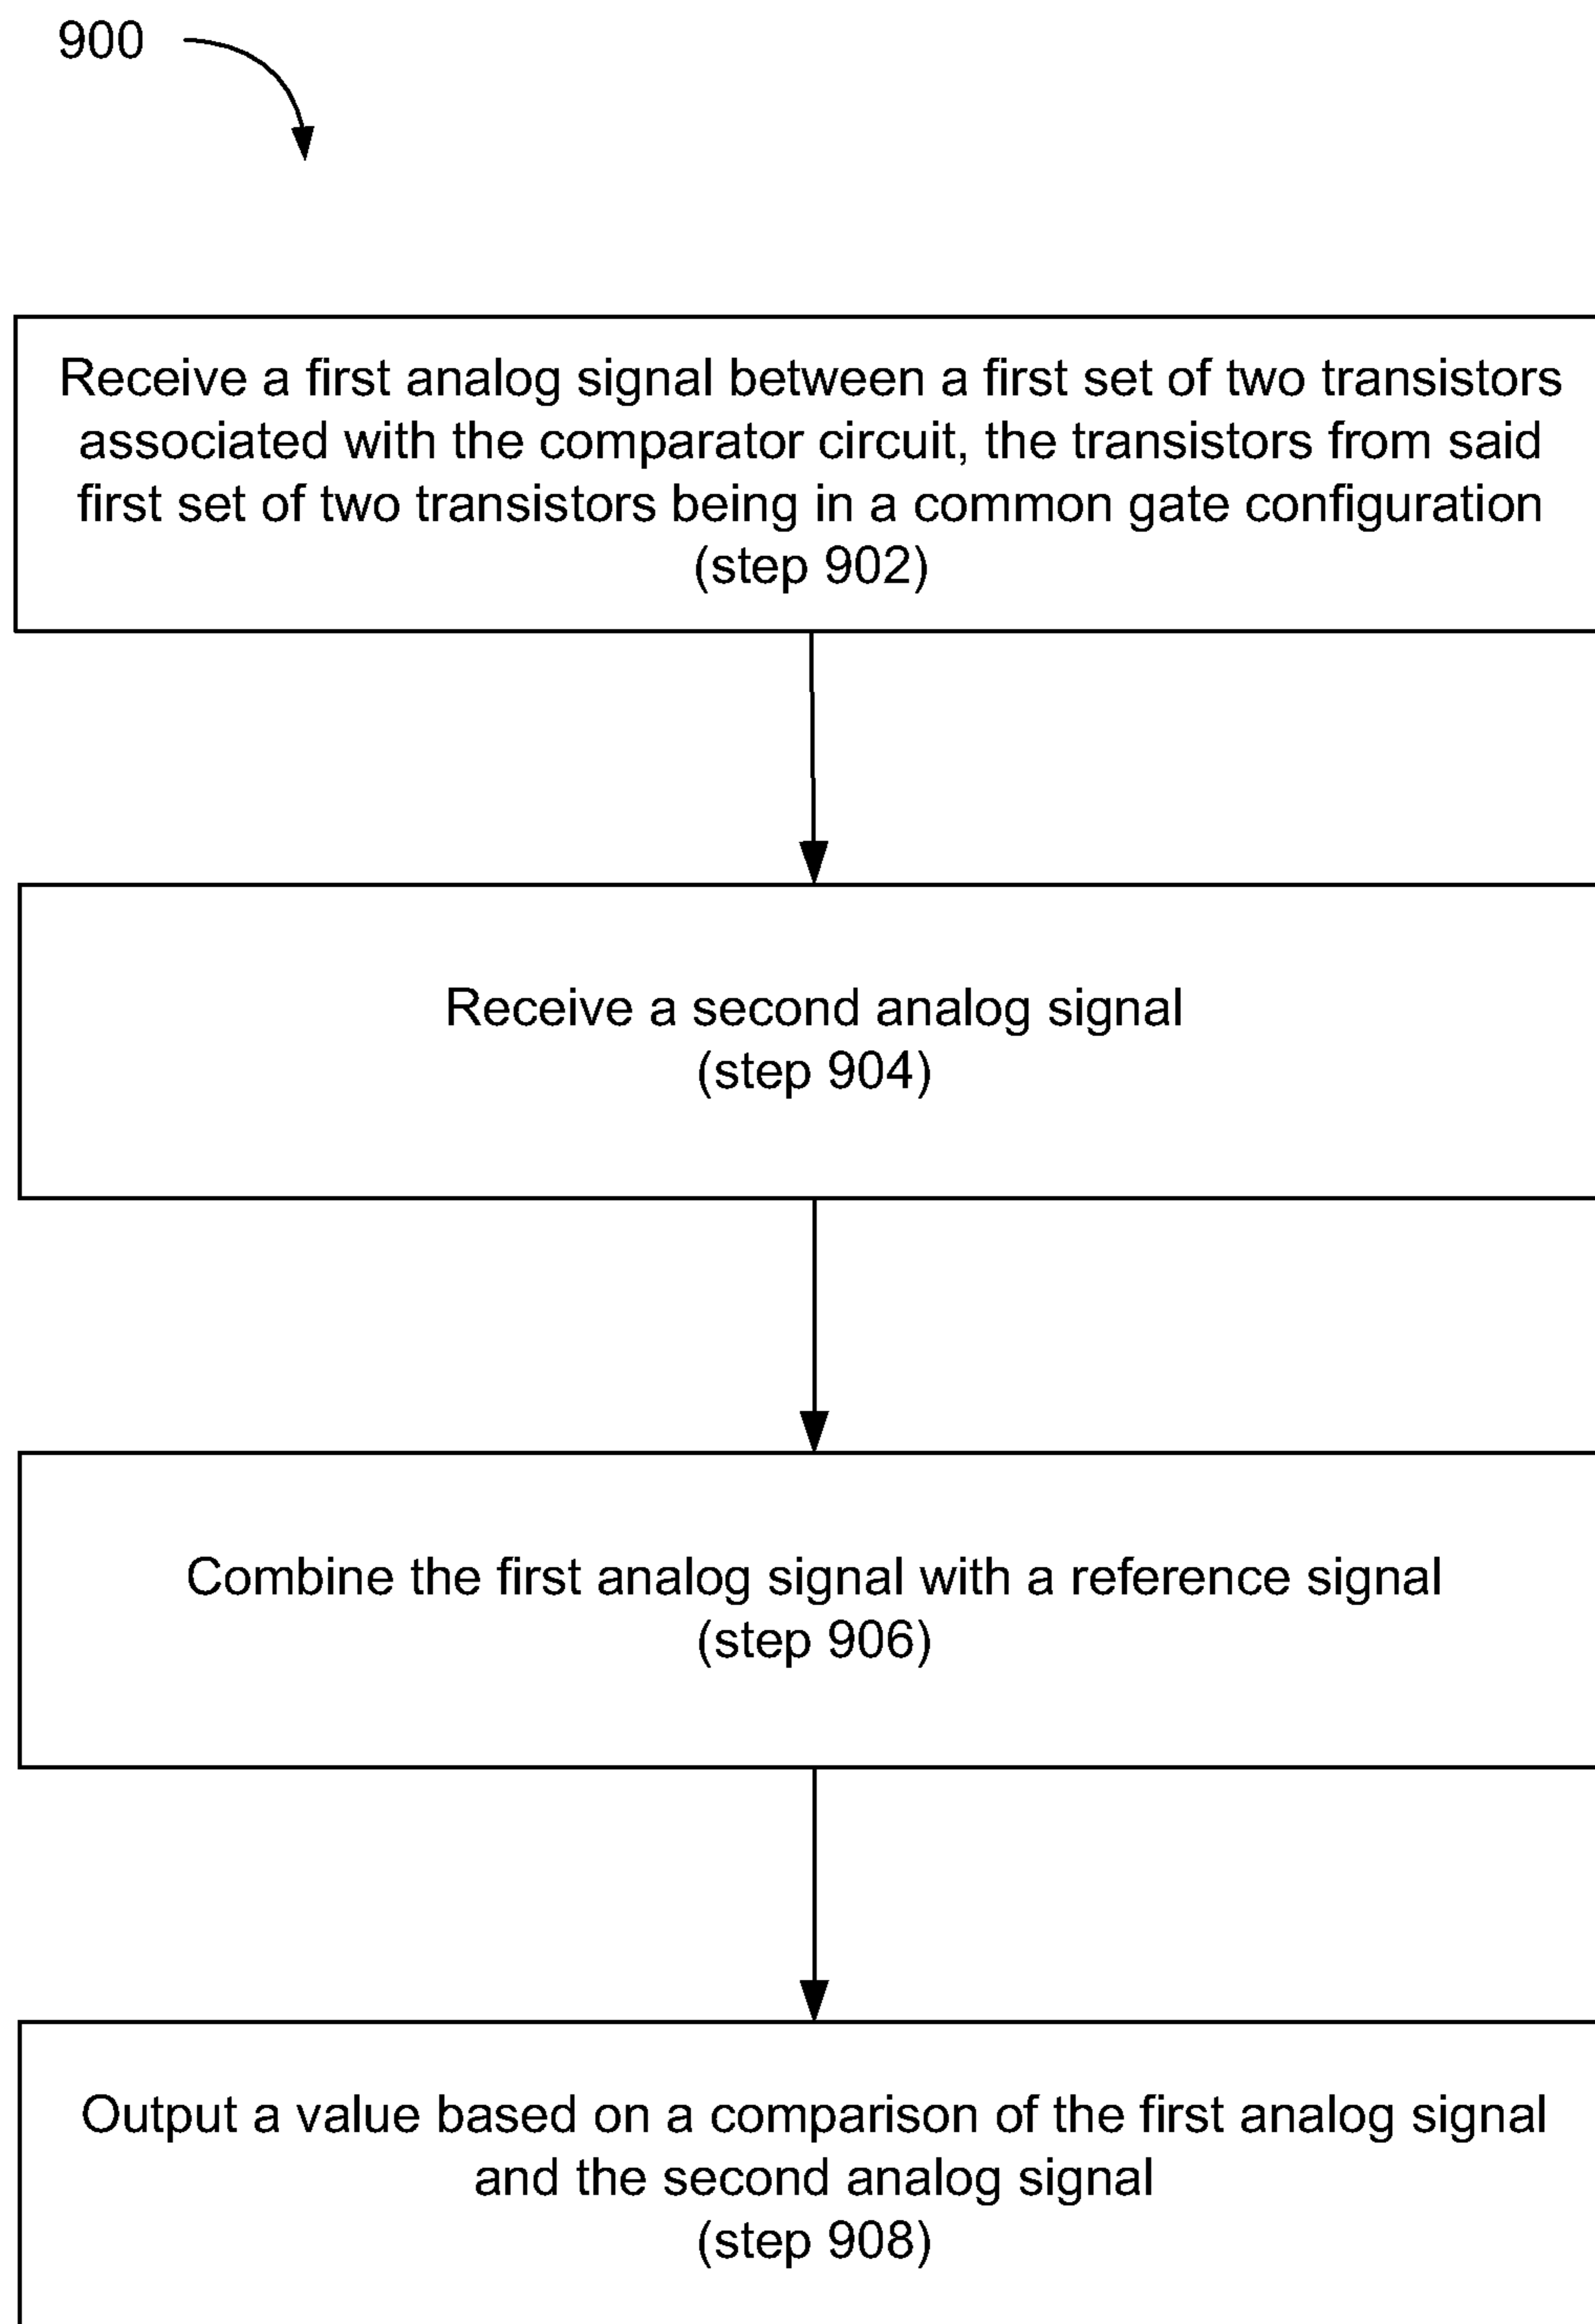 900
Receive a first analog signal between a first set of two transistors
associated with the comparator circuit, the transistors from said
first set of two transistors being in a common gate configuration
(step 902)
Receive a second analog signal
(step 904)
Combine the first analog signal with a reference signal
(step 906)
Output a value based on a comparison of the first analog signal
and the second analog signal
(step 908)